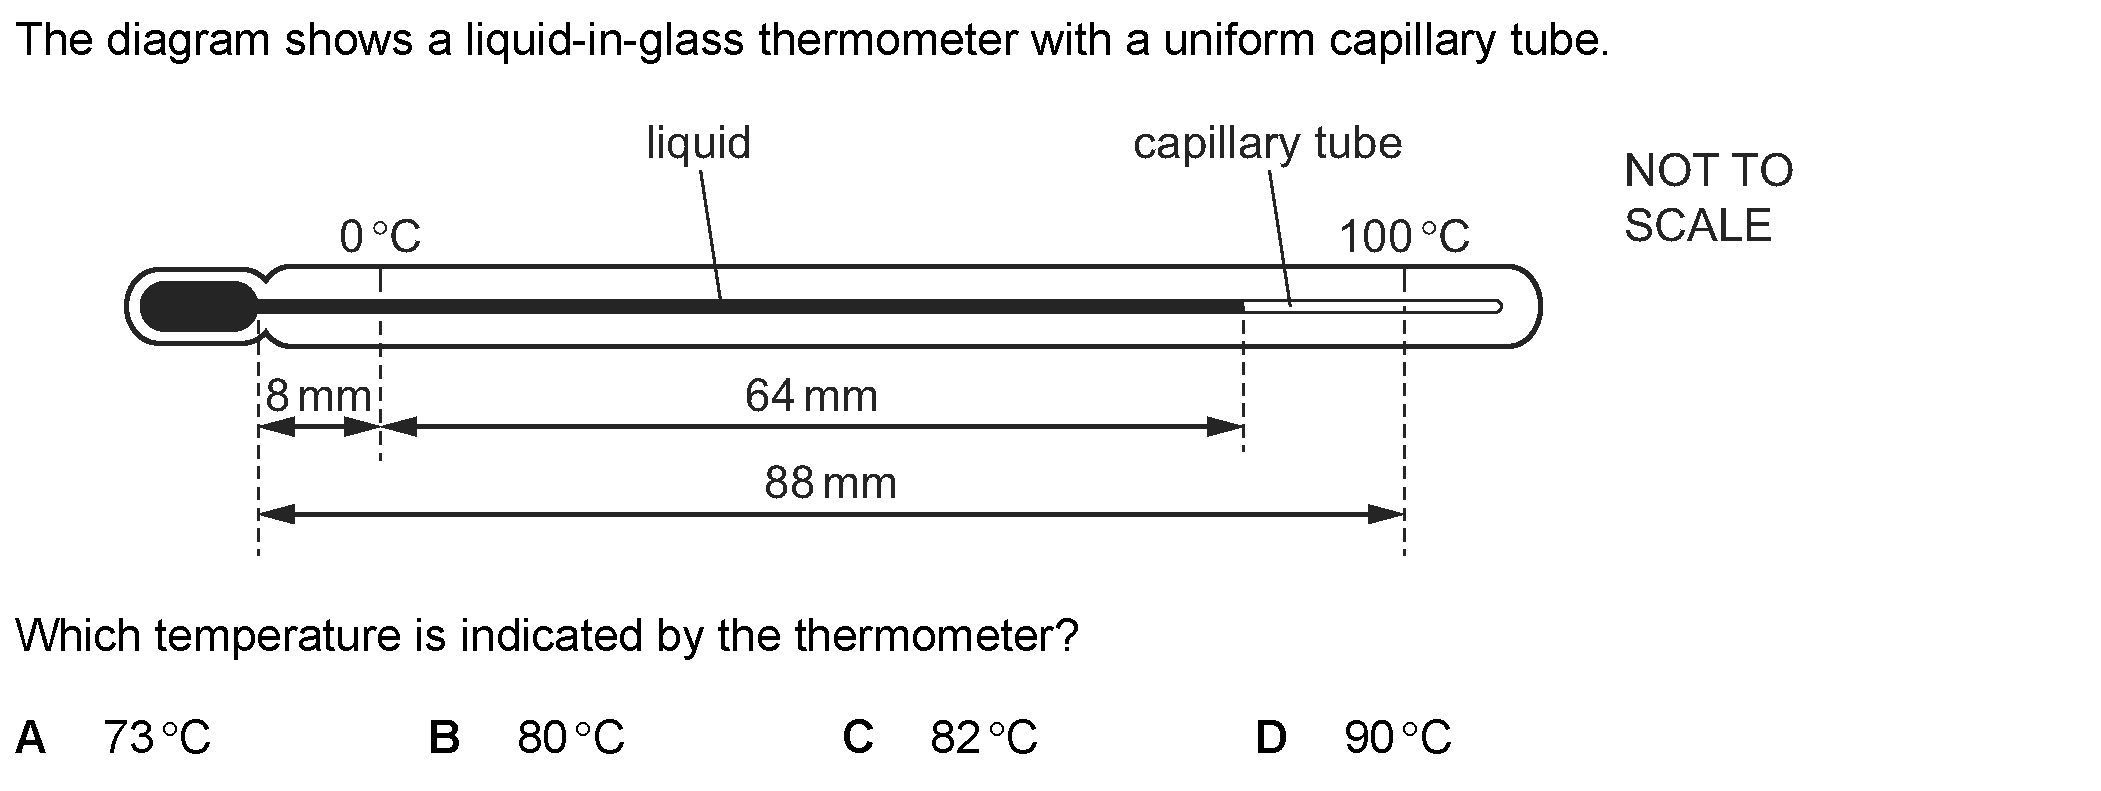 The diagram shows a liquid-in-glass thermometer with a uniform capillary tube.
liquid
capillary tube
NOT TO
SCALE
0 °C
100 °C
8 mm
64 mm
88 mm
Which temperature is indicated by the thermometer?
A 73 °C B 80 °C C 82 °C D 90 °C